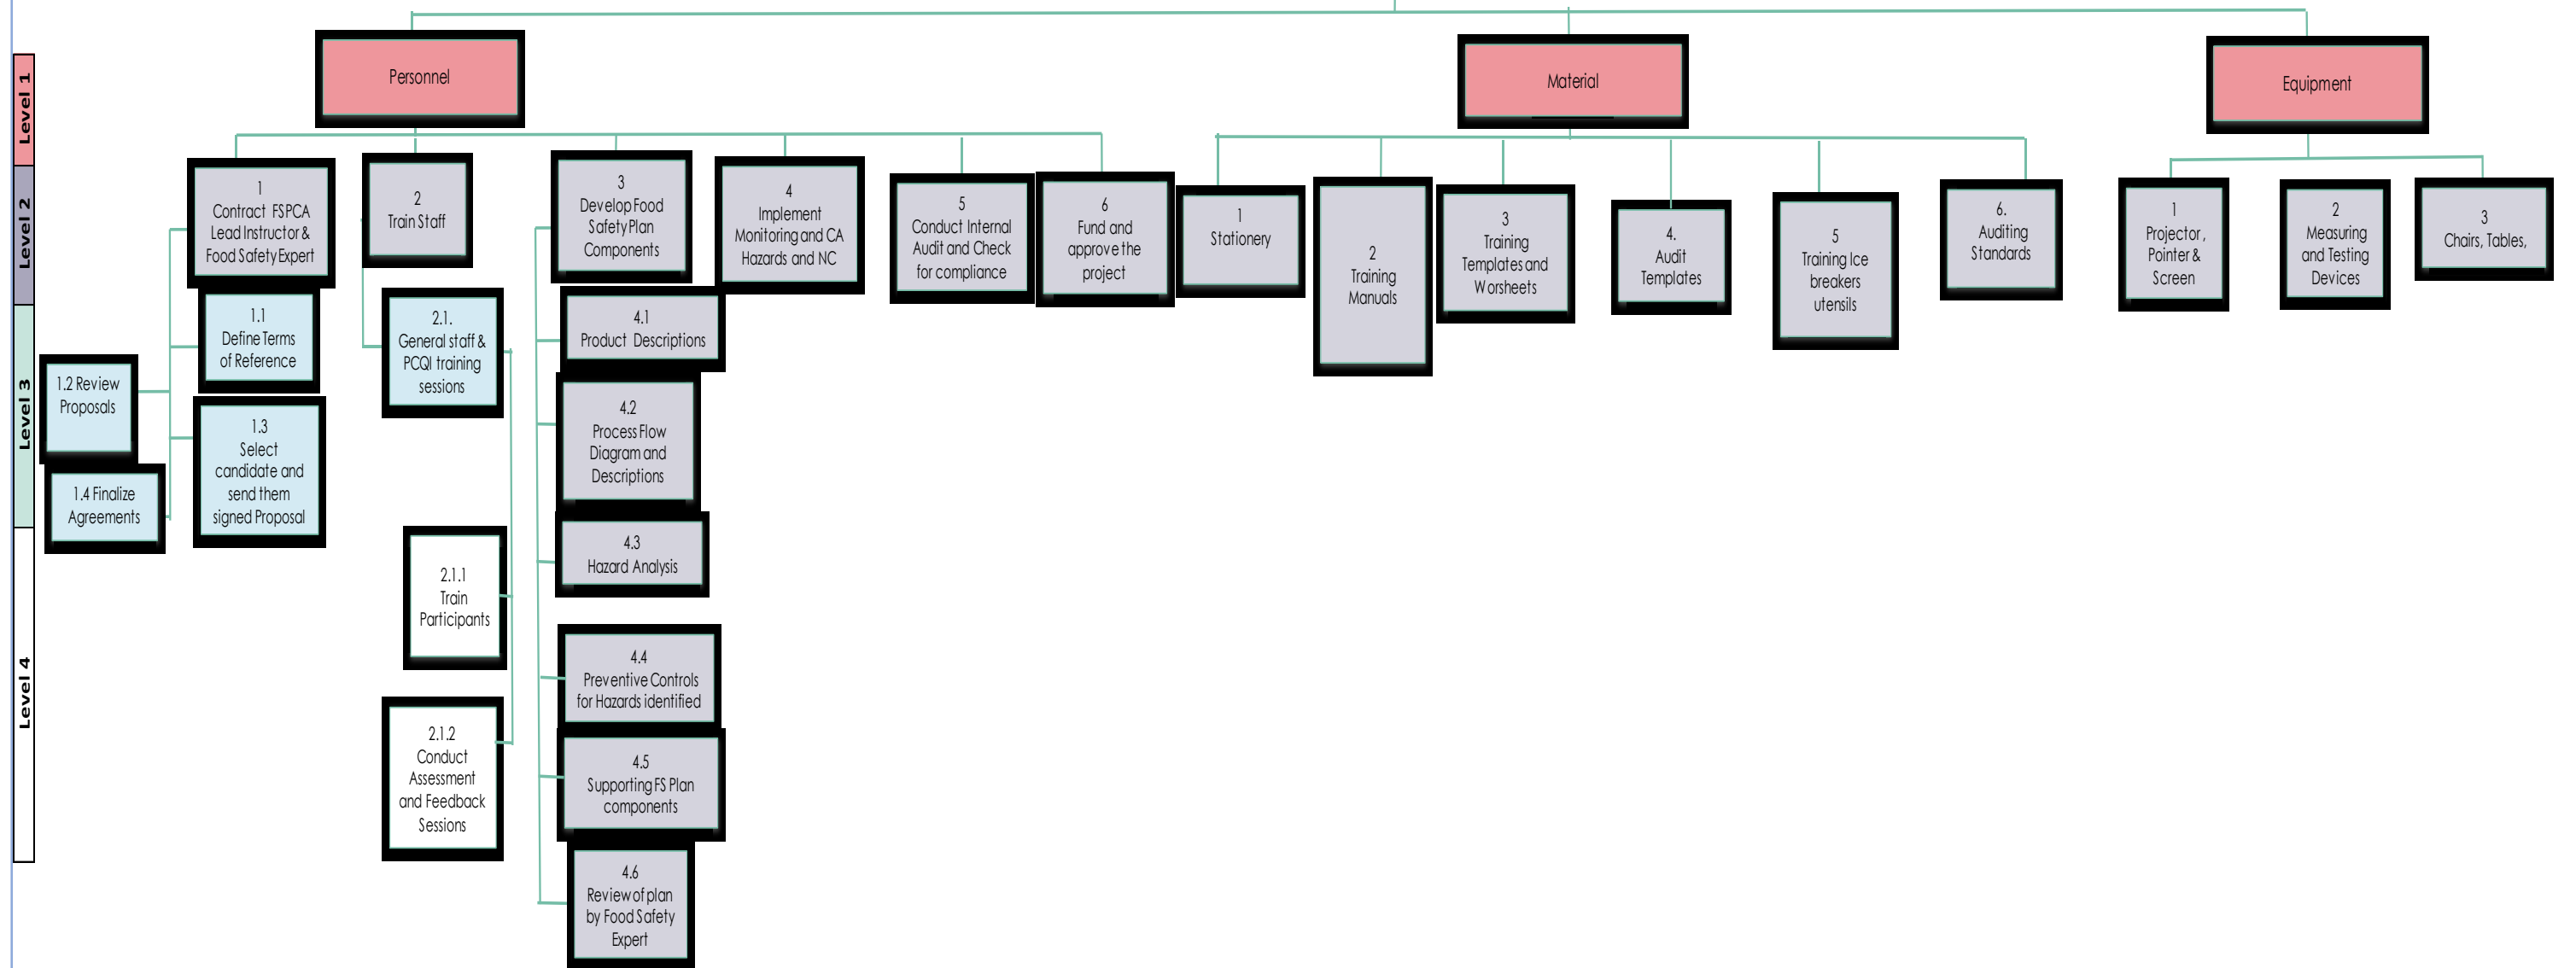 Level 1
Level 2
Level 3
Level 4
Personnel
Material
Equipment
1
Contract FSPCA
Lead Instructor &
Food Safety Expert
2
Train Staff
3
Develop Food
Safety Plan
Components
4
Implement
Monitoring and CA
Hazards and NC
5
Conduct Internal
Audit and Check
for compliance
6
Fund and
approve the
project
1
Stationery
2
Training
Manuals
3
Training
Templates and
Worsheets
4.
Audit
Templates
5
Training Ice
breakers
utensils
6.
Auditing
Standards
1
Projector,
Pointer &
Screen
2
Measuring
and Testing
Devices
3
Chairs, Tables,
1.1
Define Terms
of Reference
1.2 Review
Proposals
1.3
Select
candidate and
send them
signed Proposal
1.4 Finalize
Agreements
2.1.
General staff &
PCQI training
sessions
2.1.1
Train
Participants
2.1.2
Conduct
Assessment
and Feedback
Sessions
4.1
Product Descriptions
4.2
Process Flow
Diagram and
Descriptions
4.3
Hazard Analysis
4.4
Preventive Controls
for Hazards identified
4.5
Supporting FS Plan
components
4.6
Review of plan
by Food Safety
Expert